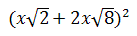 (x√2 + 2x√8)²